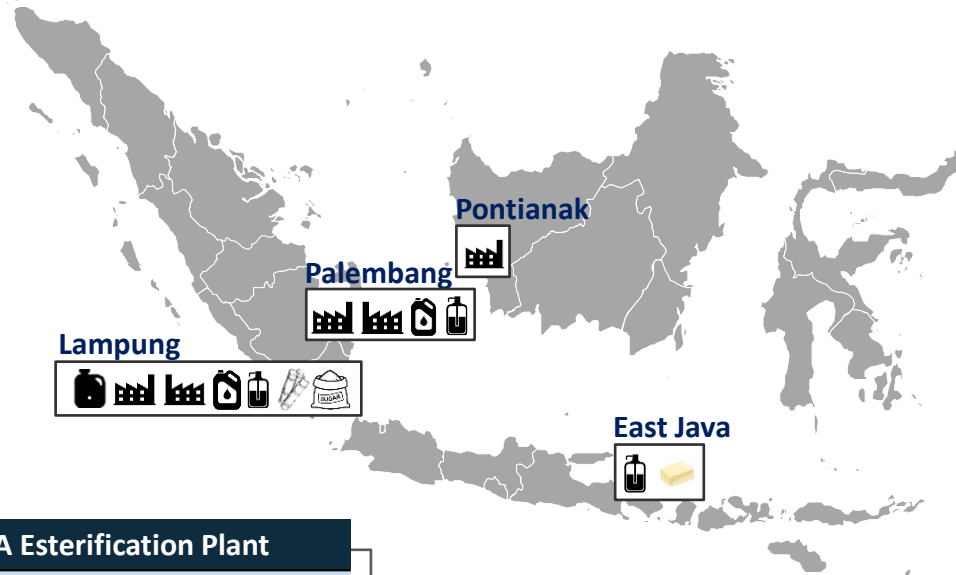 Pontianak
Palembang
Lampung
SUGAR
East Java
A Esterification Plant